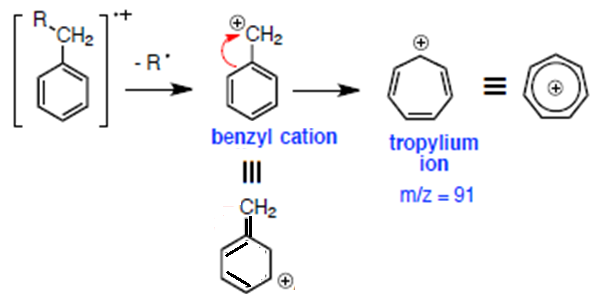 R
CH2
•+
- R•
⊕
CH2
benzyl cation
≡
CH2
⊕
⊕
tropylium
ion
m/z = 91
≡
⊕